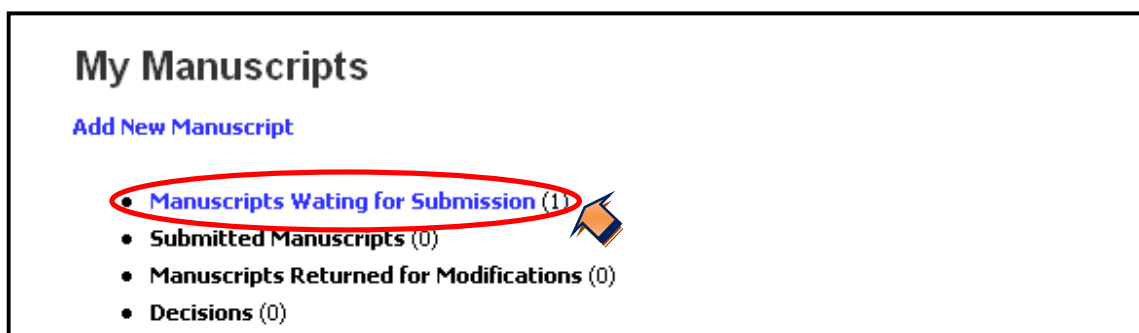 My Manuscripts
Add New Manuscript
• Manuscripts Wating for Submission (1)
• Submitted Manuscripts (0)
• Manuscripts Returned for Modifications (0)
• Decisions (0)